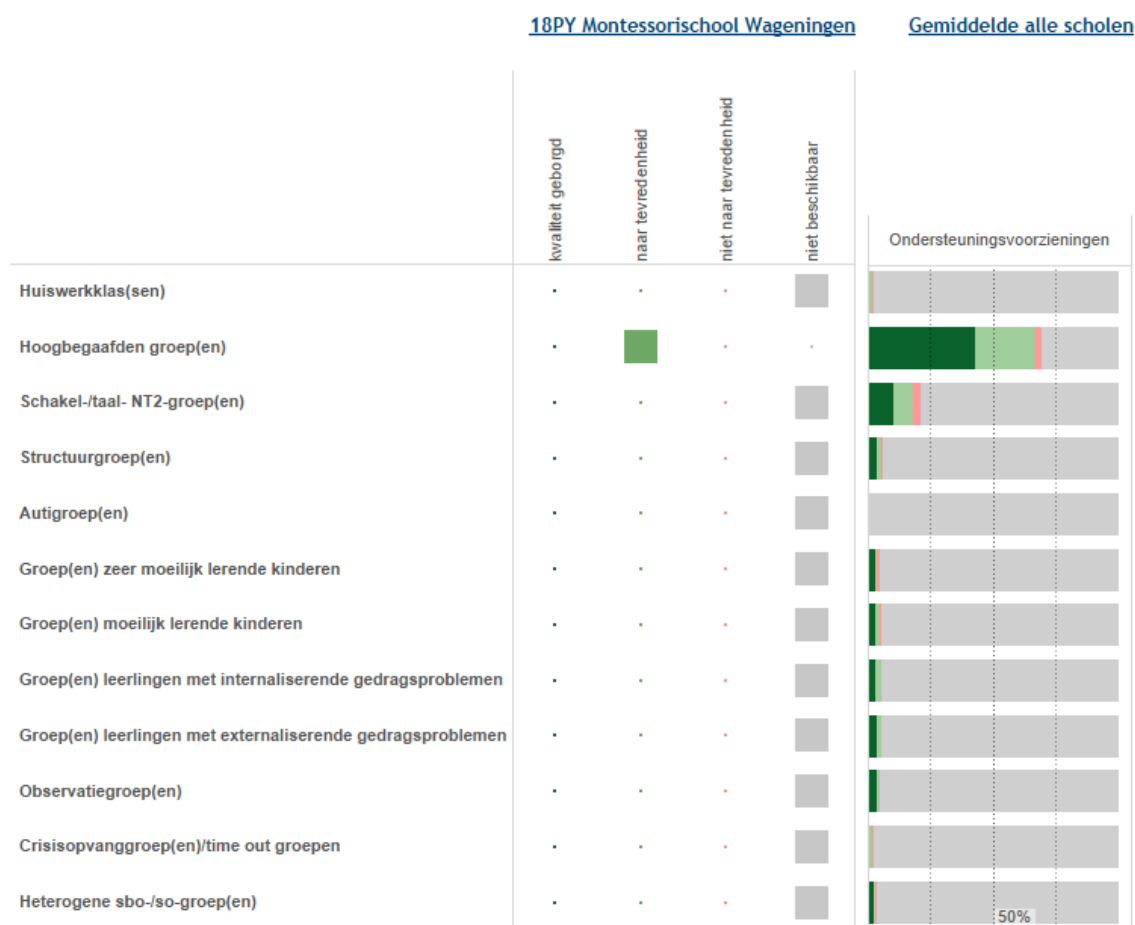 18PY Montessorischool Wageningen
Gemiddelde alle scholen
kwaliteit geborgd
naar tevredenheid
niet naar tevredenheid
niet beschikbaar
Ondersteuningsvoorzieningen
Huiswerkklas(sen)
Hoogbegaafden groep(en)
Schakel-/taal- NT2-groep(en)
Structuurgroep(en)
Autigroep(en)
Groep(en) zeer moeilijk lerende kinderen
Groep(en) moeilijk lerende kinderen
Groep(en) leerlingen met internaliserende gedragsproblemen
Groep(en) leerlingen met externaliserende gedragsproblemen
Observatiegroep(en)
Crisisopvanggroep(en)/time out groepen
Heterogene sbo-/so-groep(en)
50%